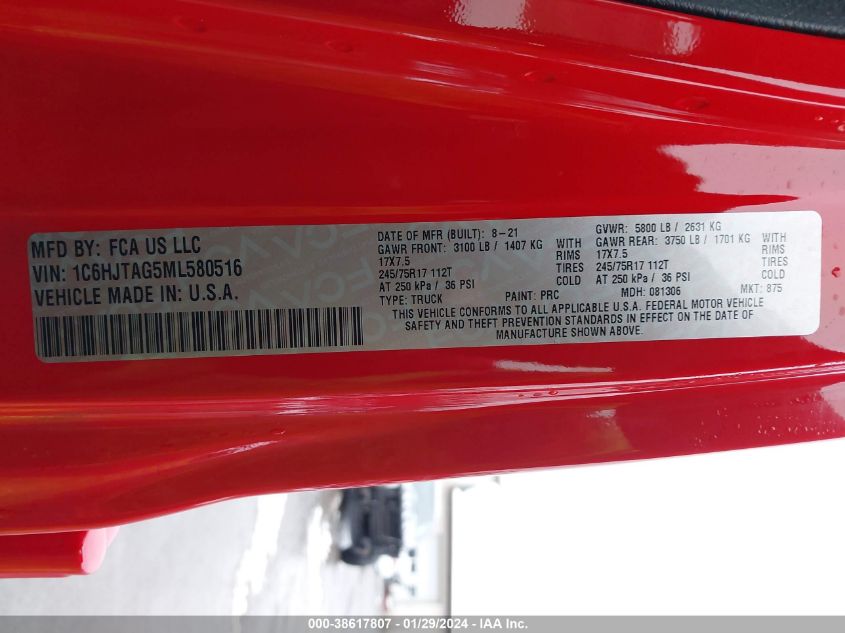 MFD BY: FCA US LLC
VIN: 1C6HJTAG5ML580516
VEHICLE MADE IN: U.S.A.
DATE OF MFR (BUILT): 8-21 GVWR: 5800 LB / 2631 KG
GAWR FRONT: 3100 LB / 1407 KG WITH GAWR REAR: 3750 LB / 1701 KG WITH
17X7.5 RIMS 17X7.5 RIMS
245/75R17 112T TIRES 245/75R17 112T TIRES
AT 250 kPa / 36 PSI COLD AT 250 kPa / 36 PSI COLD
TYPE: TRUCK PAINT: PRC MDH: 081306 MKT: 875
THIS VEHICLE CONFORMS TO ALL APPLICABLE U.S.A. FEDERAL MOTOR VEHICLE
SAFETY AND THEFT PREVENTION STANDARDS IN EFFECT ON THE DATE OF
MANUFACTURE SHOWN ABOVE.
000-38617807 - 01/29/2024 - IAA Inc.